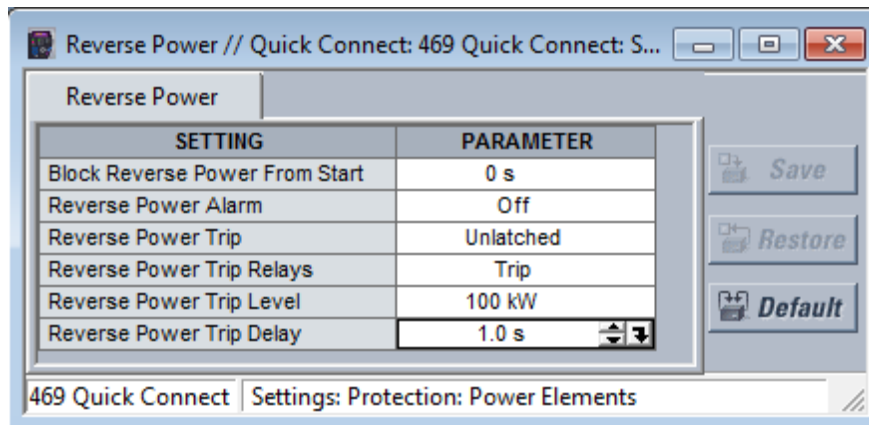 Reverse Power // Quick Connect: 469 Quick Connect: S...
Reverse Power
SETTING PARAMETER
Block Reverse Power From Start 0 s
Reverse Power Alarm Off
Reverse Power Trip Unlatched
Reverse Power Trip Relays Trip
Reverse Power Trip Level 100 kW
Reverse Power Trip Delay 1.0 s
Save
Restore
Default
469 Quick Connect Settings: Protection: Power Elements